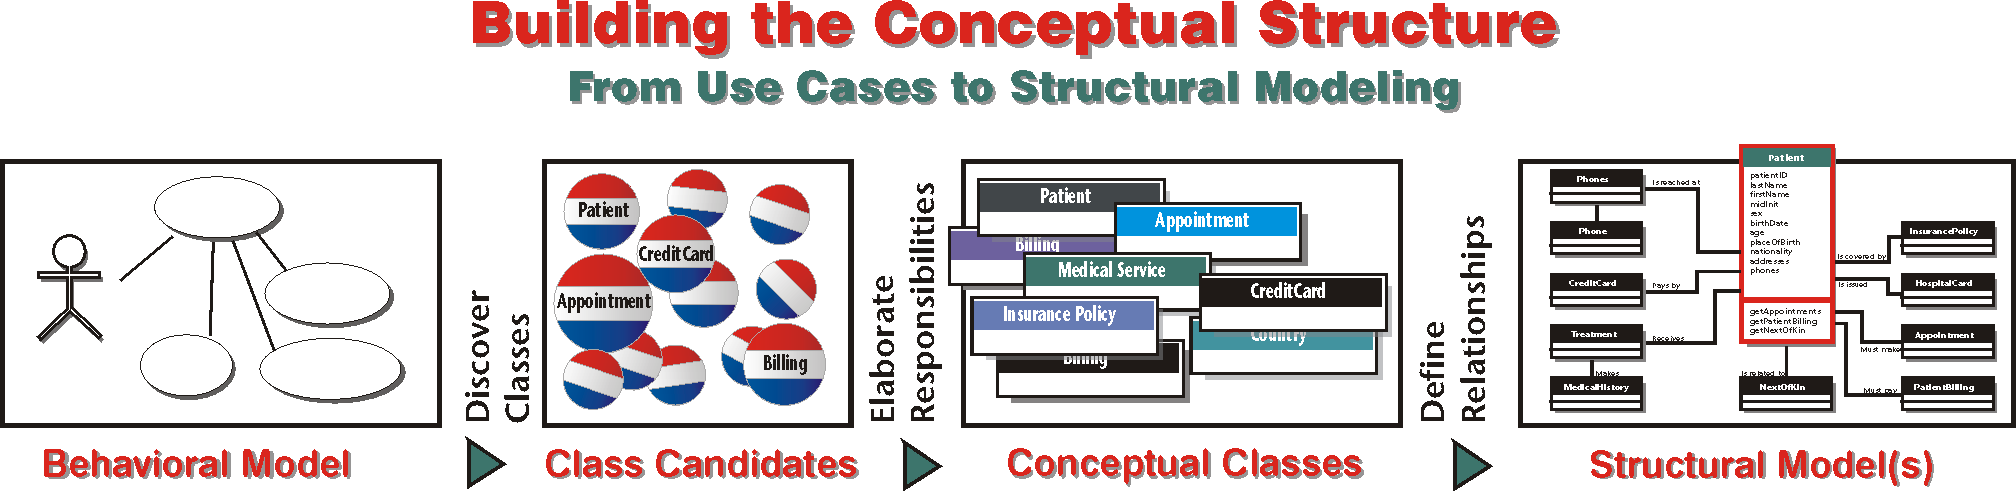 Building the Conceptual Structure
From Use Cases to Structural Modeling
Behavioral Model
Discover
Classes
Patient
CreditCard
Appointment
Billing
Class Candidates
Elaborate
Responsibilities
Patient
Appointment
Billing
Medical Service
CreditCard
Insurance Policy
Country
Billing
Conceptual Classes
Define
Relationships
Patient
patientID
lastName
firstName
midInit
sex
birthDate
age
placeOfBirth
nationality
addresses
phones
getAppointments
getPatientBilling
getNextOfKin
Phones
Is reached at
Phone
CreditCard
Pays by
Treatment
Receives
Makes
MedicalHistory
Is related to
NextOfKin
InsurancePolicy
Is covered by
HospitalCard
Is issued
Appointment
Must make
PatientBilling
Must pay
Structural Model(s)